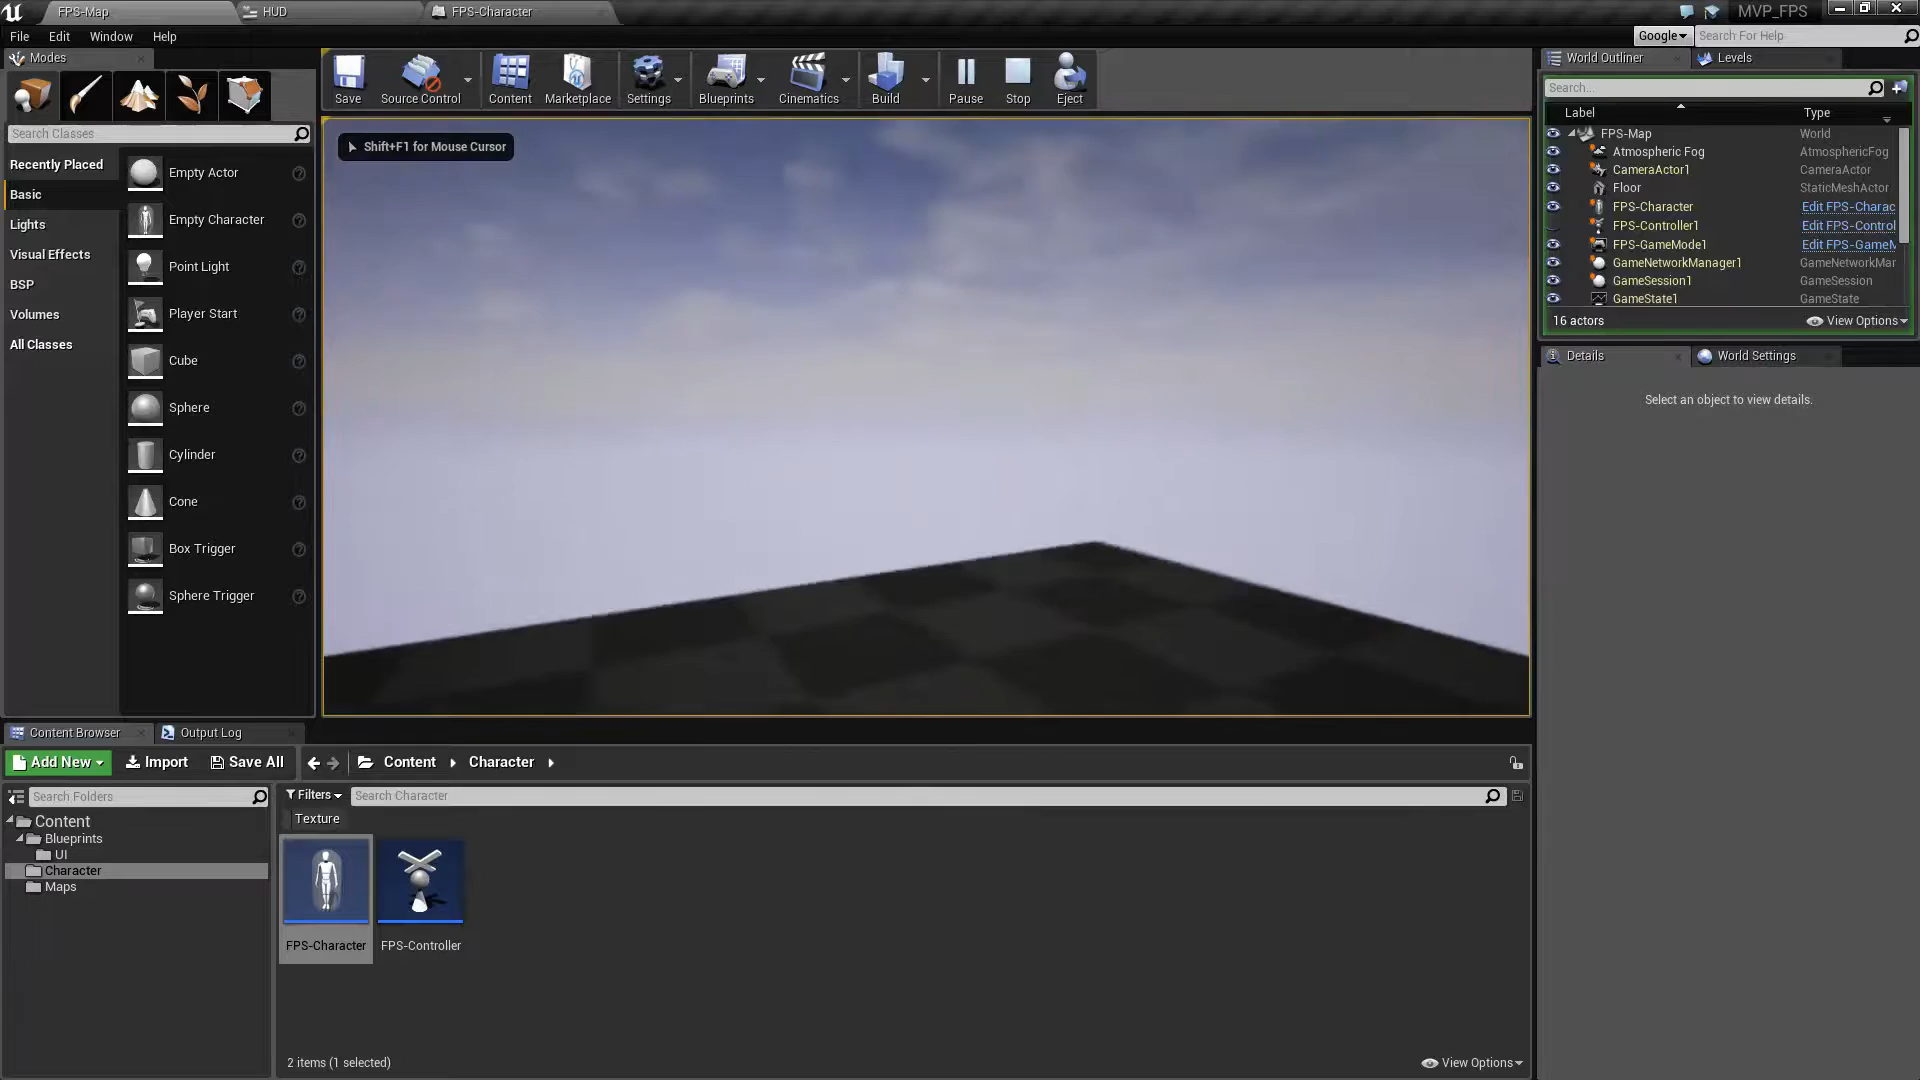 FPS-Map
HUD
FPS-Character
MVP_FPS
File Edit Window Help
Google
Search For Help
Modes
Search Classes
Recently Placed
Basic
Lights
Visual Effects
BSP
Volumes
All Classes
Empty Actor
Empty Character
Point Light
Player Start
Cube
Sphere
Cylinder
Cone
Box Trigger
Sphere Trigger
Save
Source Control
Content
Marketplace
Settings
Blueprints
Cinematics
Build
Pause
Stop
Eject
Shift+F1 for Mouse Cursor
World Outliner
Levels
Search...
Label Type
FPS-Map World
Atmospheric Fog AtmosphericFog
CameraActor1 CameraActor
Floor StaticMeshActor
FPS-Character Edit FPS-Charac
FPS-Controller1 Edit FPS-Control
FPS-GameMode1 Edit FPS-GameM
GameNetworkManager1 GameNetworkMar
GameSession1 GameSession
GameState1 GameState
16 actors
View Options
Details
World Settings
Select an object to view details.
Content Browser
Output Log
Add New
Import
Save All
Content
Character
Search Folders
Content
Blueprints
UI
Character
Maps
Filters
Search Character
Texture
FPS-Character
FPS-Controller
2 items (1 selected)
View Options